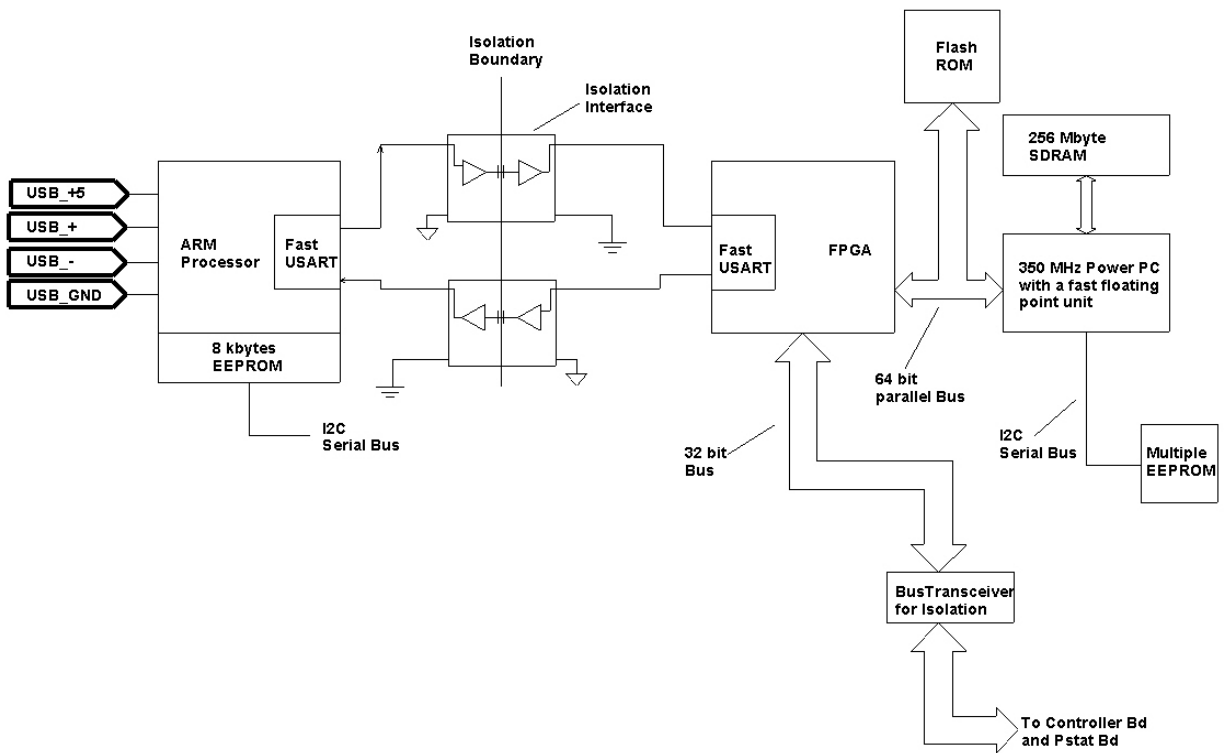 Isolation
Boundary
Isolation
Interface
Flash
ROM
256 Mbyte
SDRAM
USB_+5
USB_+
USB_-
USB_GND
ARM
Processor
Fast
USART
8 kbytes
EEPROM
I2C
Serial Bus
Fast
USART
FPGA
350 MHz Power PC
with a fast floating
point unit
64 bit
parallel Bus
32 bit
Bus
I2C
Serial Bus
Multiple
EEPROM
BusTransceiver
for Isolation
To Controller Bd
and Pstat Bd